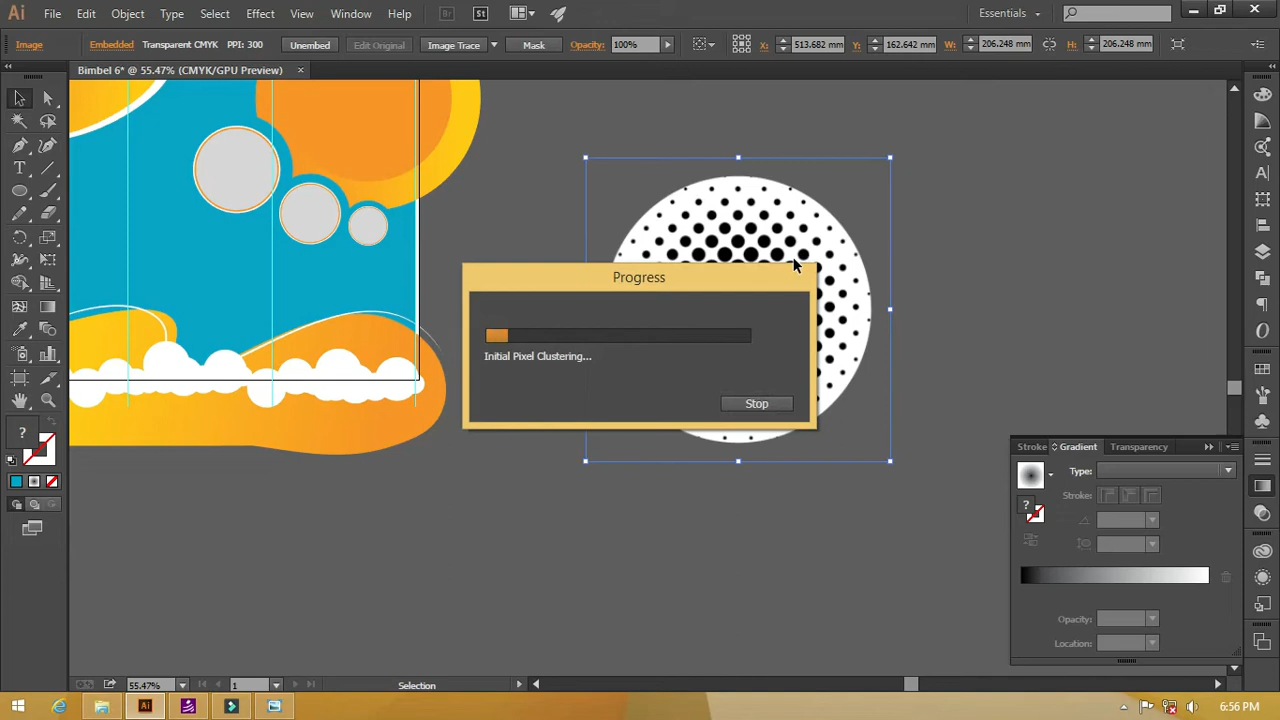 Ai File Edit Object Type Select Effect View Window Help Br St Essentials
Image Embedded Transparent CMYK PPI: 300 Unembed Edit Original Image Trace Mask Opacity: 100% X: 513.682 mm Y: 162.642 mm W: 206.248 mm H: 206.248 mm
Bimbel 6* @ 55.47% (CMYK/GPU Preview) ×
Progress
Initial Pixel Clustering...
Stop
Stroke Gradient Transparency
Type:
Stroke:
Opacity:
Location:
55.47% 1 Selection
Ai 6:56 PM